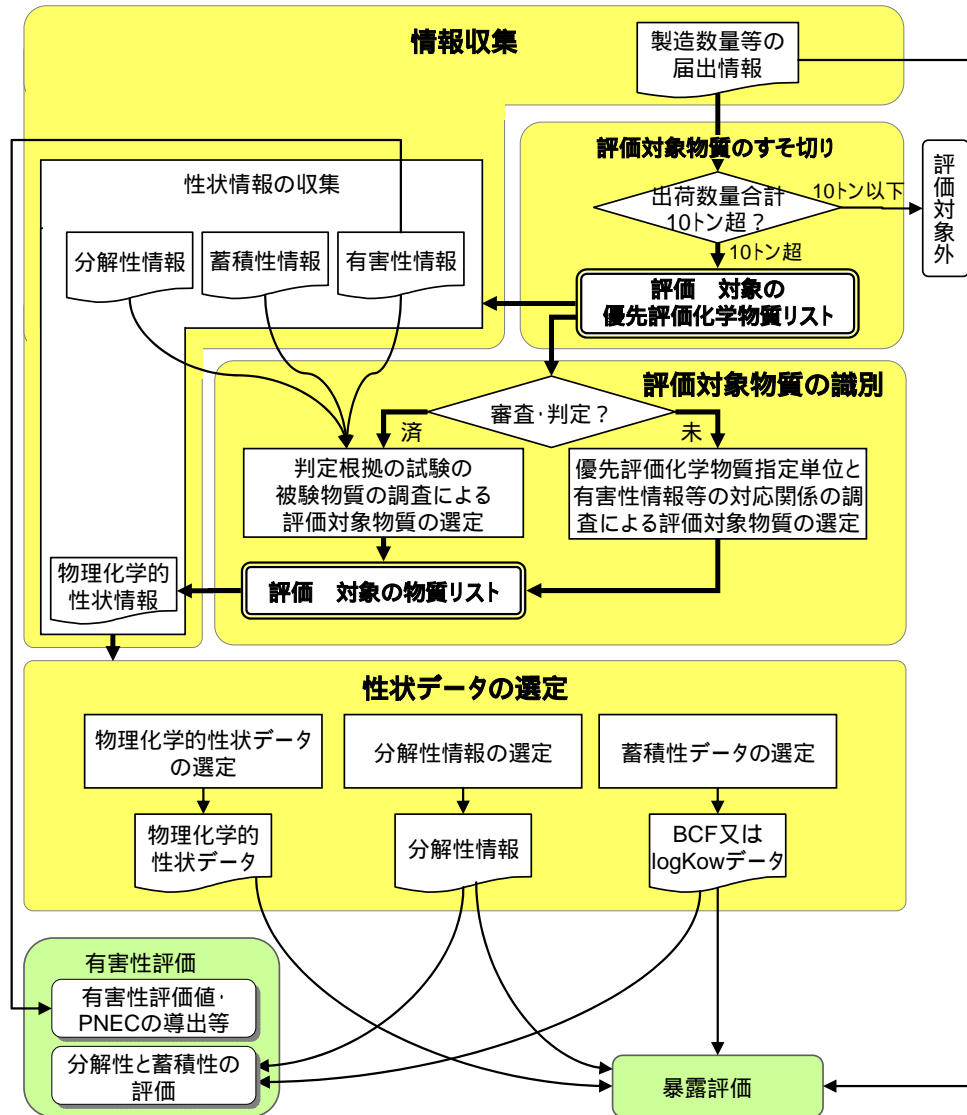 情報収集
製造数量等の
届出情報
評価対象物質のすそ切り
出荷数量合計
10トン超？
10トン以下
評価対象外
10トン超
評価　対象の
優先評価化学物質リスト
性状情報の収集
分解性情報
蓄積性情報
有害性情報
評価対象物質の識別
審査・判定？
済
未
判定根拠の試験の
被験物質の調査による
評価対象物質の選定
優先評価化学物質指定単位と
有害性情報等の対応関係の調
査による評価対象物質の選定
物理化学的
性状情報
評価　対象の物質リスト
性状データの選定
物理化学的性状データ
の選定
分解性情報の選定
蓄積性データの選定
物理化学的
性状データ
分解性情報
BCF又は
logKowデータ
有害性評価
有害性評価値・
PNECの導出等
分解性と蓄積性の
評価
暴露評価